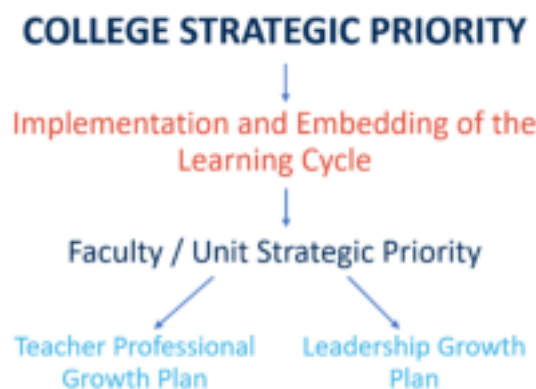 COLLEGE STRATEGIC PRIORITY
Implementation and Embedding of the
Learning Cycle
Faculty / Unit Strategic Priority
Teacher Professional
Growth Plan
Leadership Growth
Plan